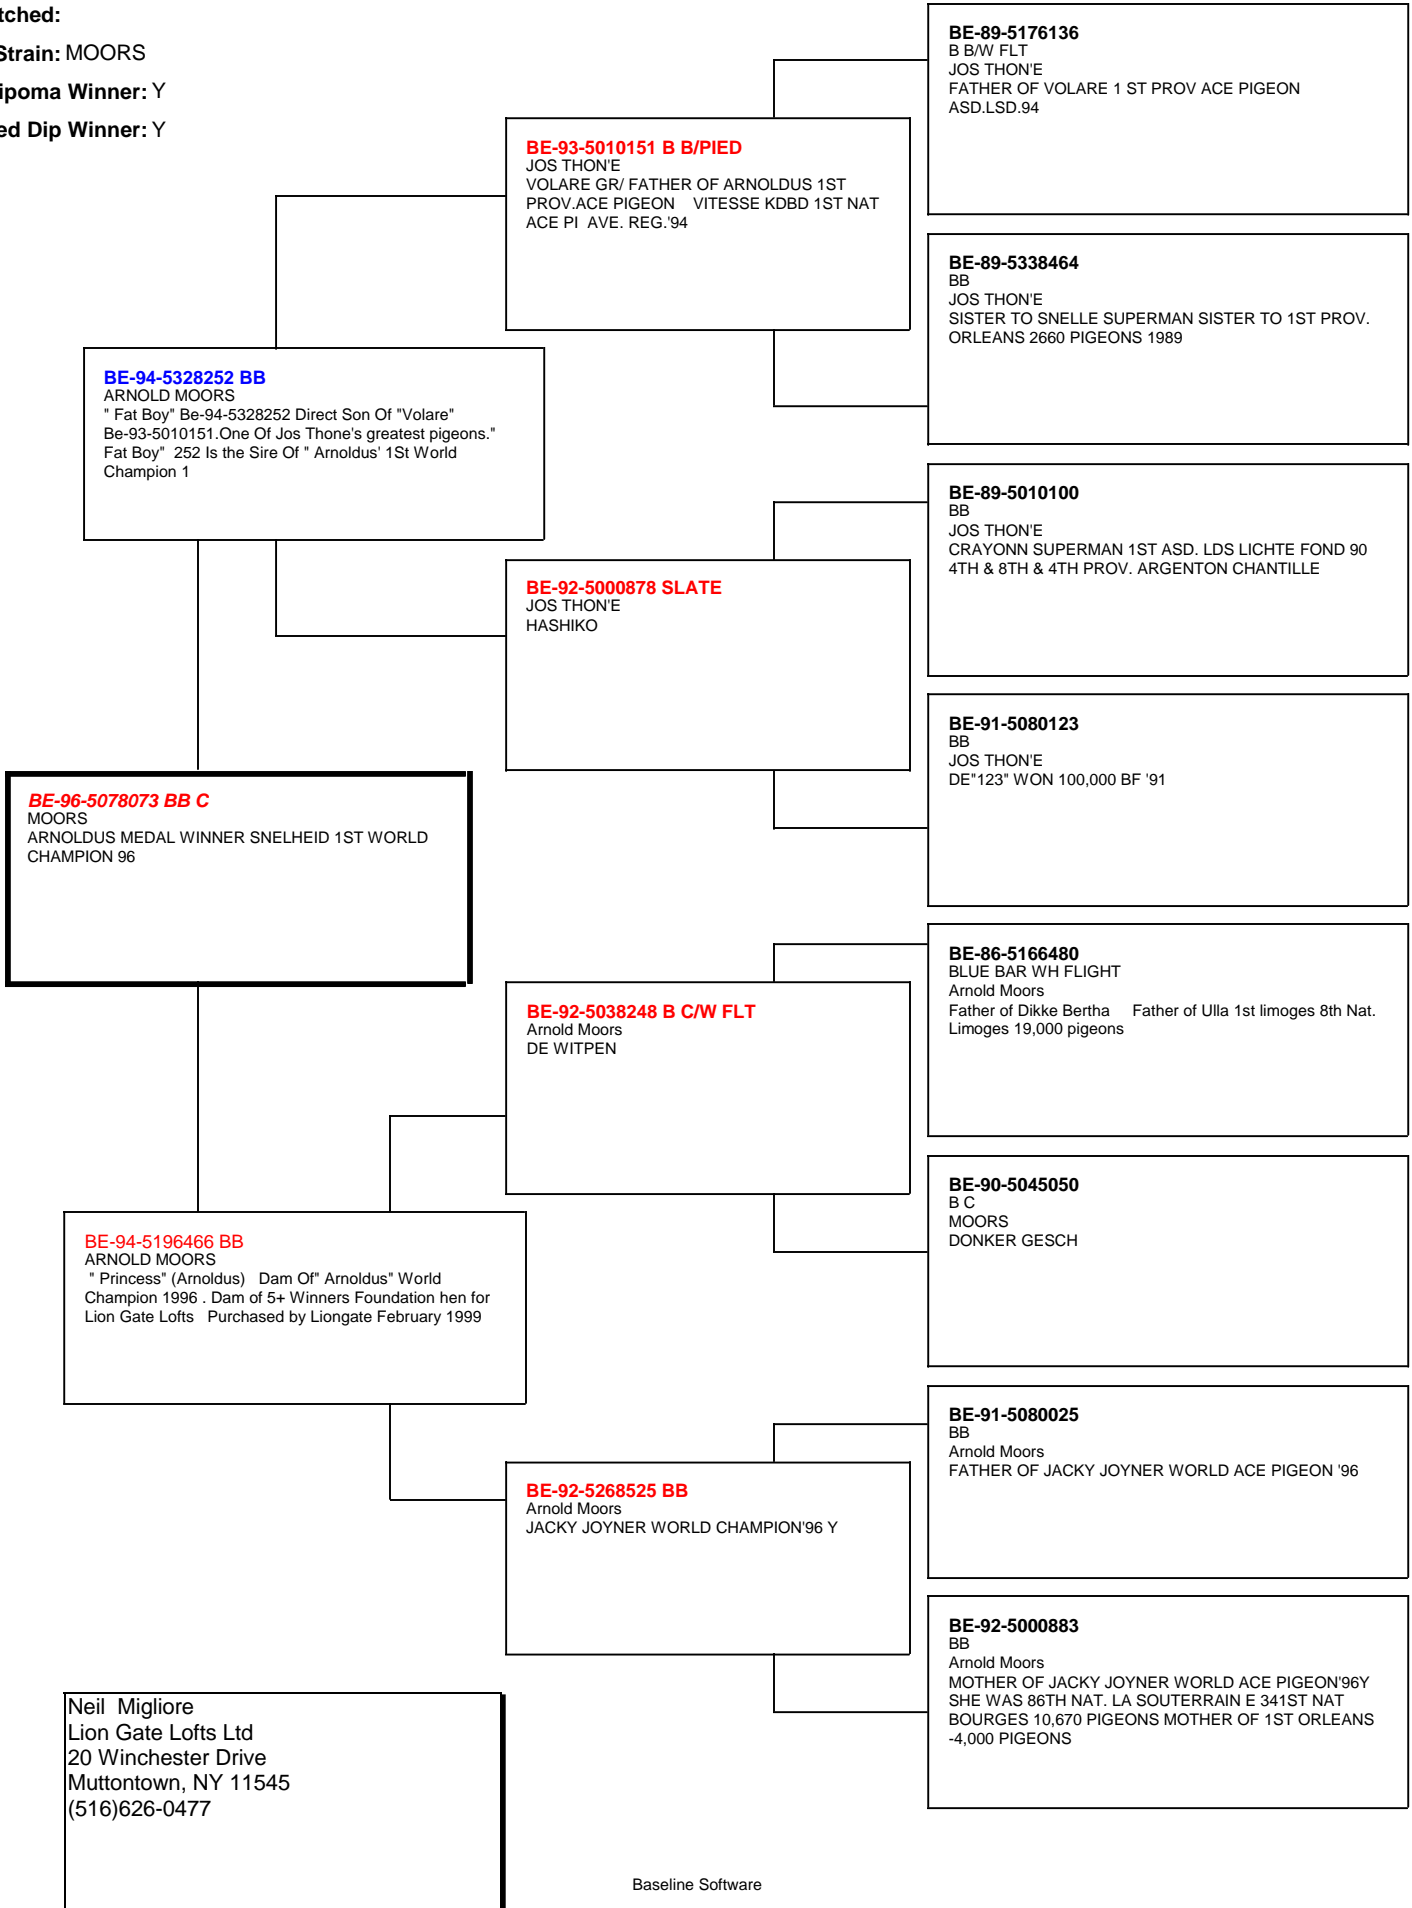 tched:
Strain: MOORS
ipoma Winner: Y
ed Dip Winner: Y
BE-89-5176136
B B/W FLT
JOS THON'E
FATHER OF VOLARE 1 ST PROV ACE PIGEON
ASD.LSD.94
BE-93-5010151 B B/PIED
JOS THON'E
VOLARE GR/ FATHER OF ARNOLDUS 1ST
PROV.ACE PIGEON    VITESSE KDBD 1ST NAT
ACE PI  AVE. REG.'94
BE-89-5338464
BB
JOS THON'E
SISTER TO SNELLE SUPERMAN SISTER TO 1ST PROV.
ORLEANS 2660 PIGEONS 1989
BE-94-5328252 BB
ARNOLD MOORS
" Fat Boy" Be-94-5328252 Direct Son Of "Volare"
Be-93-5010151.One Of Jos Thone's greatest pigeons."
Fat Boy"  252 Is the Sire Of " Arnoldus' 1St World
Champion 1
BE-89-5010100
BB
JOS THON'E
CRAYONN SUPERMAN 1ST ASD. LDS LICHTE FOND 90
4TH & 8TH & 4TH PROV. ARGENTON CHANTILLE
BE-92-5000878 SLATE
JOS THON'E
HASHIKO
BE-91-5080123
BB
JOS THON'E
DE"123" WON 100,000 BF '91
BE-96-5078073 BB C
MOORS
ARNOLDUS MEDAL WINNER SNELHEID 1ST WORLD
CHAMPION 96
BE-86-5166480
BLUE BAR WH FLIGHT
Arnold Moors
Father of Dikke Bertha     Father of Ulla 1st limoges 8th Nat.
Limoges 19,000 pigeons
BE-92-5038248 B C/W FLT
Arnold Moors
DE WITPEN
BE-90-5045050
B C
MOORS
DONKER GESCH
BE-94-5196466 BB
ARNOLD MOORS
" Princess" (Arnoldus)   Dam Of" Arnoldus" World
Champion 1996 . Dam of 5+ Winners Foundation hen for
Lion Gate Lofts   Purchased by Liongate February 1999
BE-91-5080025
BB
Arnold Moors
FATHER OF JACKY JOYNER WORLD ACE PIGEON '96
BE-92-5268525 BB
Arnold Moors
JACKY JOYNER WORLD CHAMPION'96 Y
BE-92-5000883
BB
Arnold Moors
MOTHER OF JACKY JOYNER WORLD ACE PIGEON'96Y
SHE WAS 86TH NAT. LA SOUTERRAIN E 341ST NAT
BOURGES 10,670 PIGEONS MOTHER OF 1ST ORLEANS
-4,000 PIGEONS
Neil  Migliore
Lion Gate Lofts Ltd
20 Winchester Drive
Muttontown, NY 11545
(516)626-0477
Baseline Software